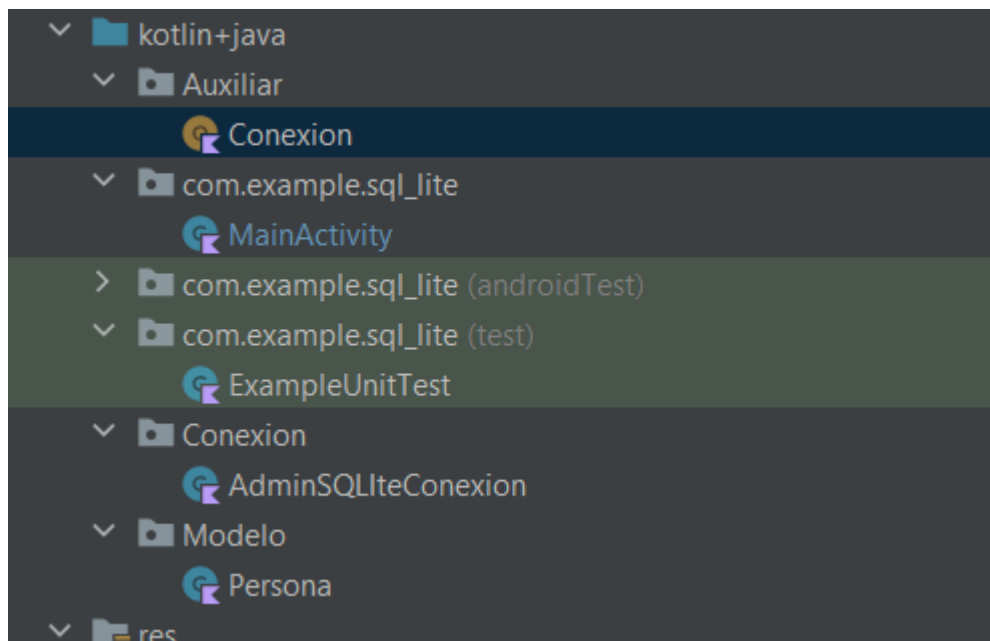 kotlin+java
Auxiliar
Conexion
com.example.sql_lite
MainActivity
com.example.sql_lite (androidTest)
com.example.sql_lite (test)
ExampleUnitTest
Conexion
AdminSQLIteConexion
Modelo
Persona
res